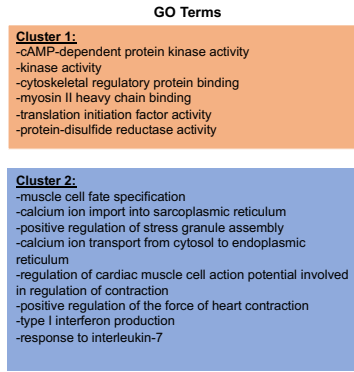 GO Terms
Cluster 1:
-cAMP-dependent protein kinase activity
-kinase activity
-cytoskeletal regulatory protein binding
-myosin II heavy chain binding
-translation initiation factor activity
-protein-disulfide reductase activity
Cluster 2:
-muscle cell fate specification
-calcium ion import into sarcoplasmic reticulum
-positive regulation of stress granule assembly
-calcium ion transport from cytosol to endoplasmic
reticulum
-regulation of cardiac muscle cell action potential involved
in regulation of contraction
-positive regulation of the force of heart contraction
-type I interferon production
-response to interleukin-7